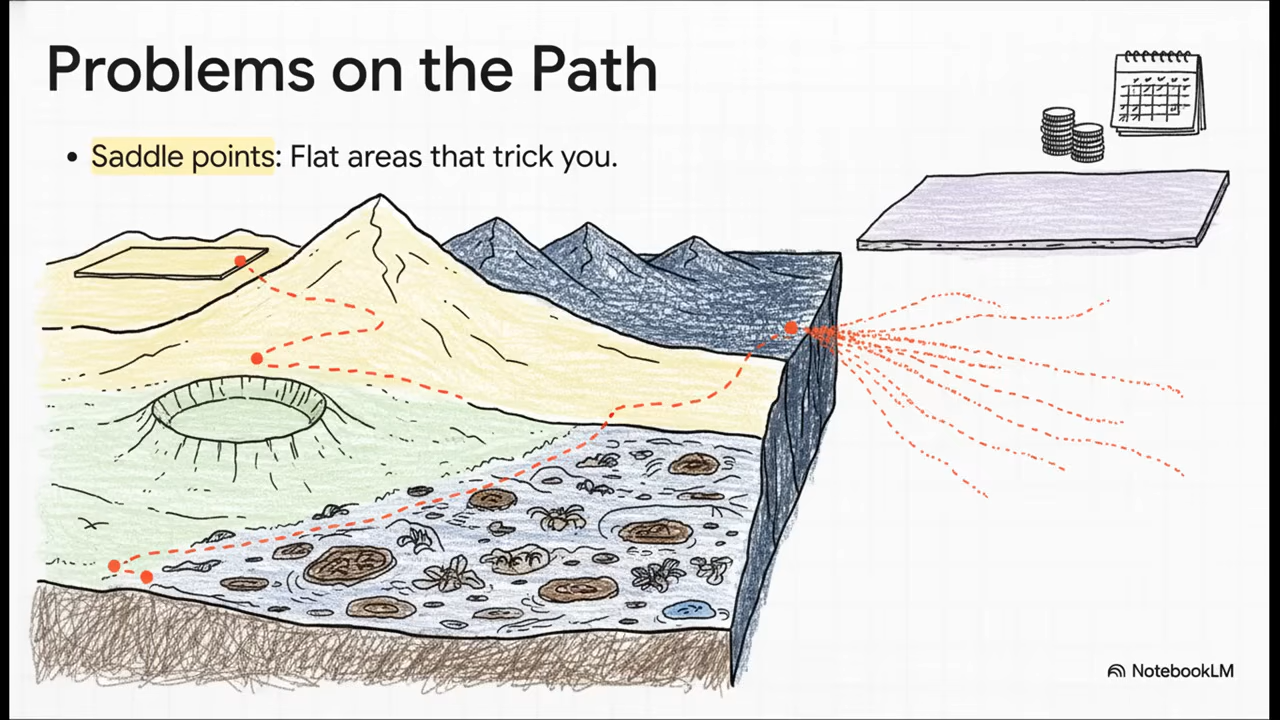 Problems on the Path
• Saddle points: Flat areas that trick you.
NotebookLM